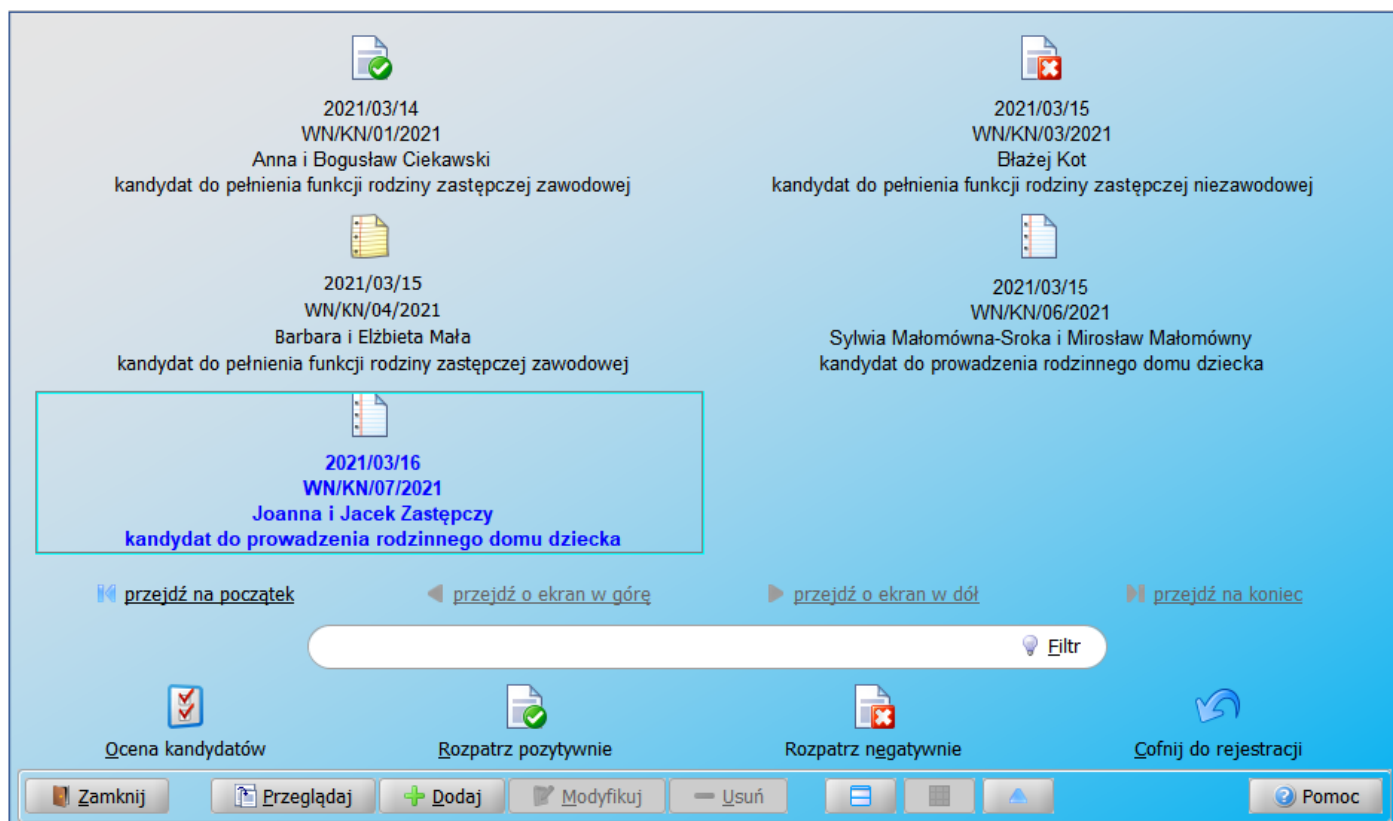 2021/03/14
WN/KN/01/2021
Anna i Bogusław Ciekawski
kandydat do pełnienia funkcji rodziny zastępczej zawodowej
2021/03/15
WN/KN/03/2021
Błażej Kot
kandydat do pełnienia funkcji rodziny zastępczej niezawodowej
2021/03/15
WN/KN/04/2021
Barbara i Elżbieta Mała
kandydat do pełnienia funkcji rodziny zastępczej zawodowej
2021/03/15
WN/KN/06/2021
Sylwia Małomówna-Sroka i Mirosław Małomówny
kandydat do prowadzenia rodzinnego domu dziecka
2021/03/16
WN/KN/07/2021
Joanna i Jacek Zastępczy
kandydat do prowadzenia rodzinnego domu dziecka
przejdź na początek
przejdź o ekran w górę
przejdź o ekran w dół
przejdź na koniec
Filtr
Ocena kandydatów
Rozpatrz pozytywnie
Rozpatrz negatywnie
Cofnij do rejestracji
Zamknij
Przeglądaj
Dodaj
Modyfikuj
Usuń
Pomoc